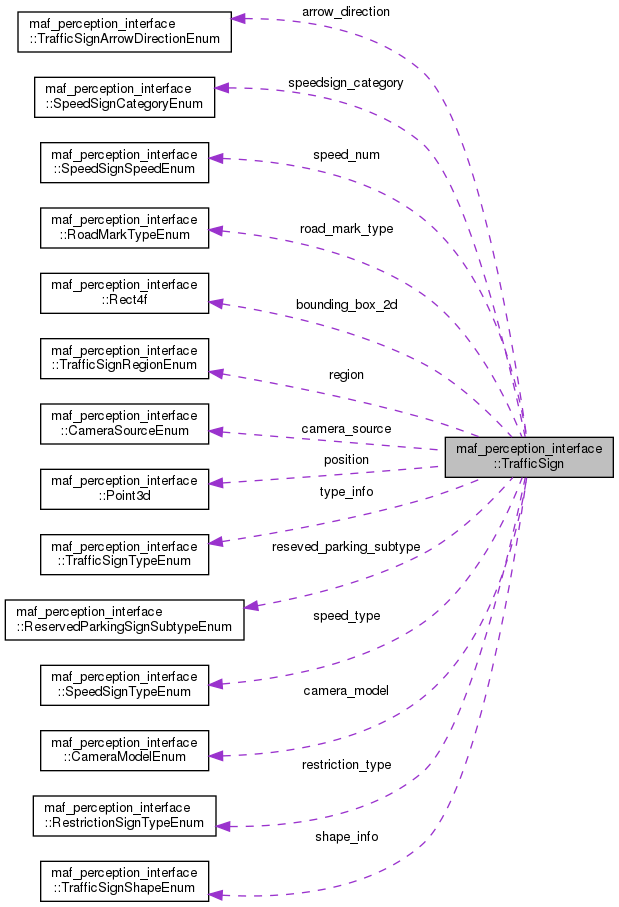 arrow_direction
maf_perception_interface
::TrafficSignArrowDirectionEnum
speedsign_category
maf_perception_interface
::SpeedSignCategoryEnum
speed_num
maf_perception_interface
::SpeedSignSpeedEnum
road_mark_type
maf_perception_interface
::RoadMarkTypeEnum
bounding_box_2d
maf_perception_interface
::Rect4f
region
maf_perception_interface
::TrafficSignRegionEnum
camera_source
maf_perception_interface
::CameraSourceEnum
maf_perception_interface
::TrafficSign
position
maf_perception_interface
::Point3d
type_info
maf_perception_interface
::TrafficSignTypeEnum
reseved_parking_subtype
maf_perception_interface
::ReservedParkingSignSubtypeEnum
speed_type
maf_perception_interface
::SpeedSignTypeEnum
camera_model
maf_perception_interface
::CameraModelEnum
restriction_type
maf_perception_interface
::RestrictionSignTypeEnum
shape_info
maf_perception_interface
::TrafficSignShapeEnum